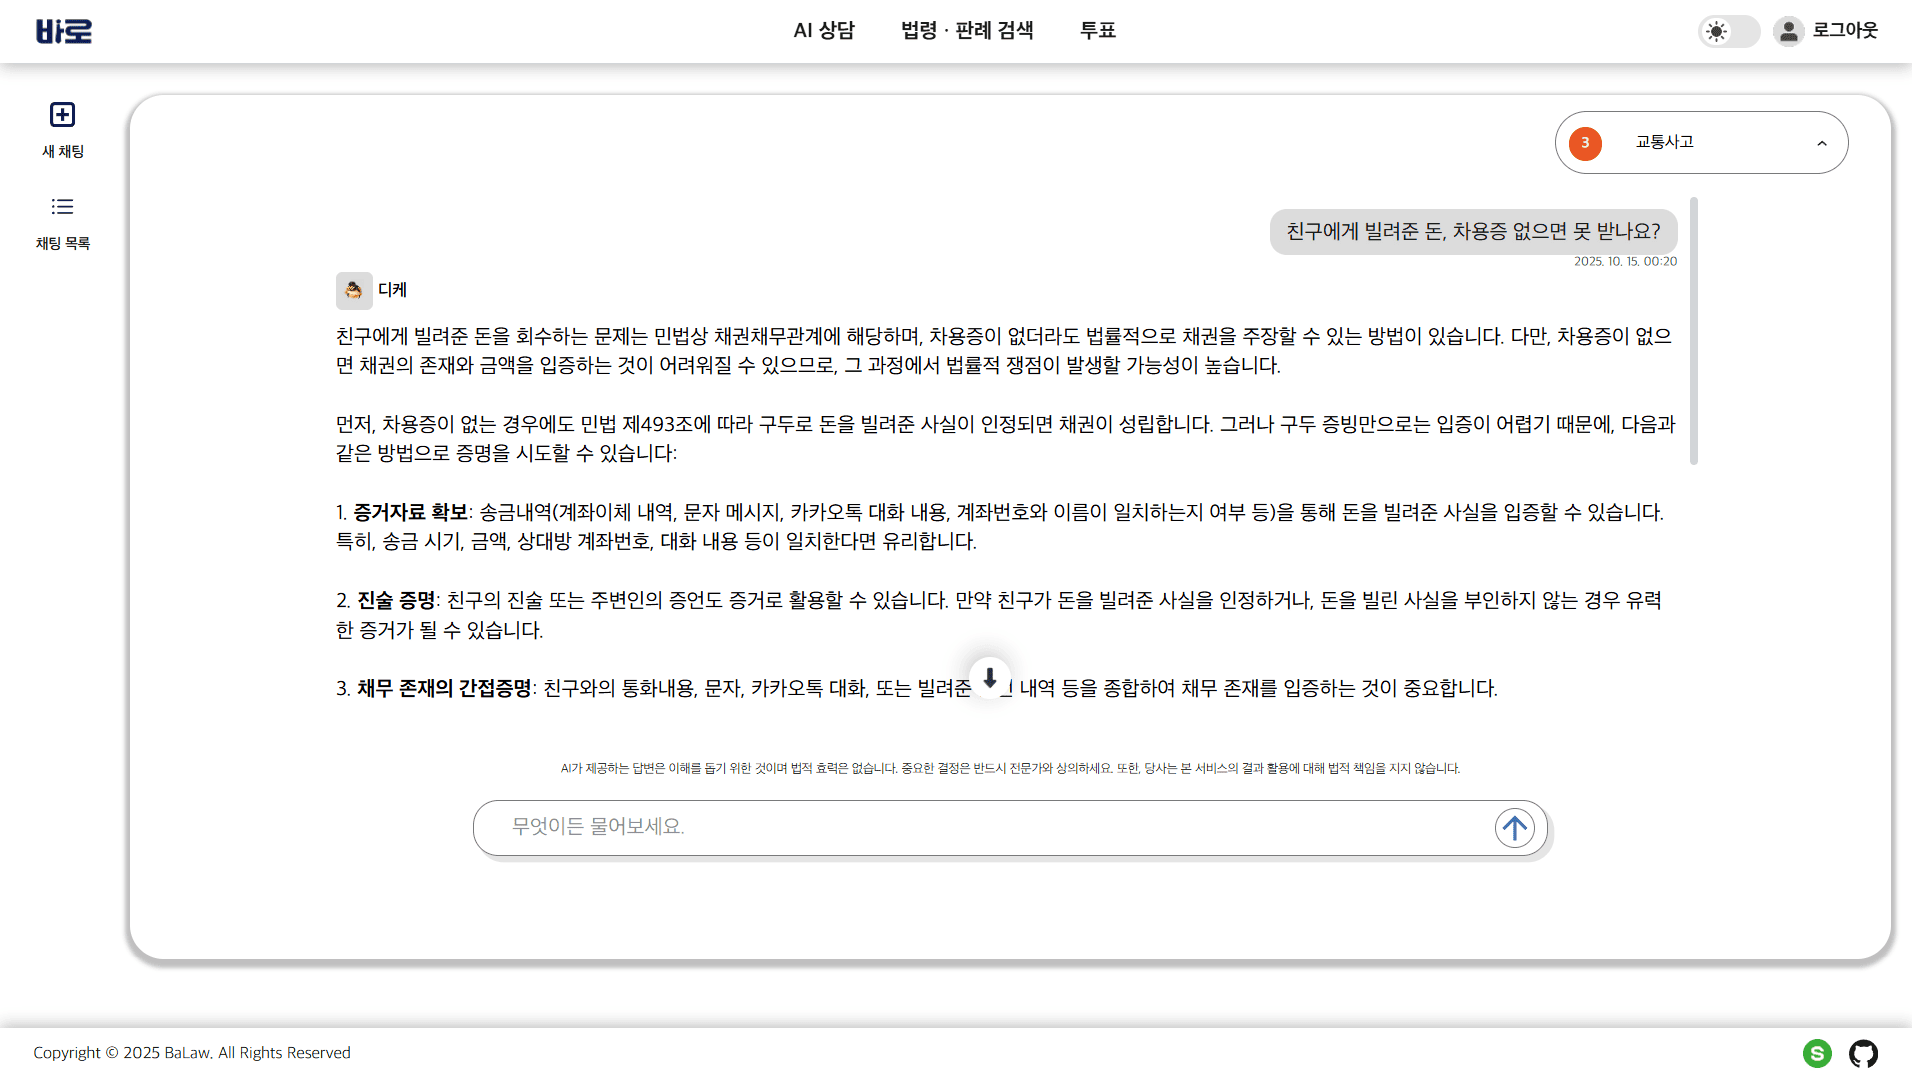 바로
AI 상담
법령 · 판례 검색
투표
로그아웃
새 채팅
채팅 목록
3
교통사고
친구에게 빌려준 돈, 차용증 없으면 못 받나요?
2025. 10. 15. 00:20
디케
친구에게 빌려준 돈을 회수하는 문제는 민법상 채권채무관계에 해당하며, 차용증이 없더라도 법률적으로 채권을 주장할 수 있는 방법이 있습니다. 다만, 차용증이 없으
면 채권의 존재와 금액을 입증하는 것이 어려워질 수 있으므로, 그 과정에서 법률적 쟁점이 발생할 가능성이 높습니다.
먼저, 차용증이 없는 경우에도 민법 제493조에 따라 구두로 돈을 빌려준 사실이 인정되면 채권이 성립합니다. 그러나 구두 증빙만으로는 입증이 어렵기 때문에, 다음과
같은 방법으로 증명을 시도할 수 있습니다:
1. 증거자료 확보: 송금내역(계좌이체 내역, 문자 메시지, 카카오톡 대화 내용, 계좌번호와 이름이 일치하는지 여부 등)을 통해 돈을 빌려준 사실을 입증할 수 있습니다.
특히, 송금 시기, 금액, 상대방 계좌번호, 대화 내용 등이 일치한다면 유리합니다.
2. 진술 증명: 친구의 진술 또는 주변인의 증언도 증거로 활용할 수 있습니다. 만약 친구가 돈을 빌려준 사실을 인정하거나, 돈을 빌린 사실을 부인하지 않는 경우 유력
한 증거가 될 수 있습니다.
3. 채무 존재의 간접증명: 친구와의 통화내용, 문자, 카카오톡 대화, 또는 빌려준 내역 등을 종합하여 채무 존재를 입증하는 것이 중요합니다.
AI가 제공하는 답변은 이해를 돕기 위한 것이며 법적 효력은 없습니다. 중요한 결정은 반드시 전문가와 상의하세요. 또한, 당사는 본 서비스의 결과 활용에 대해 법적 책임을 지지 않습니다.
무엇이든 물어보세요.
Copyright © 2025 BaLaw. All Rights Reserved
S